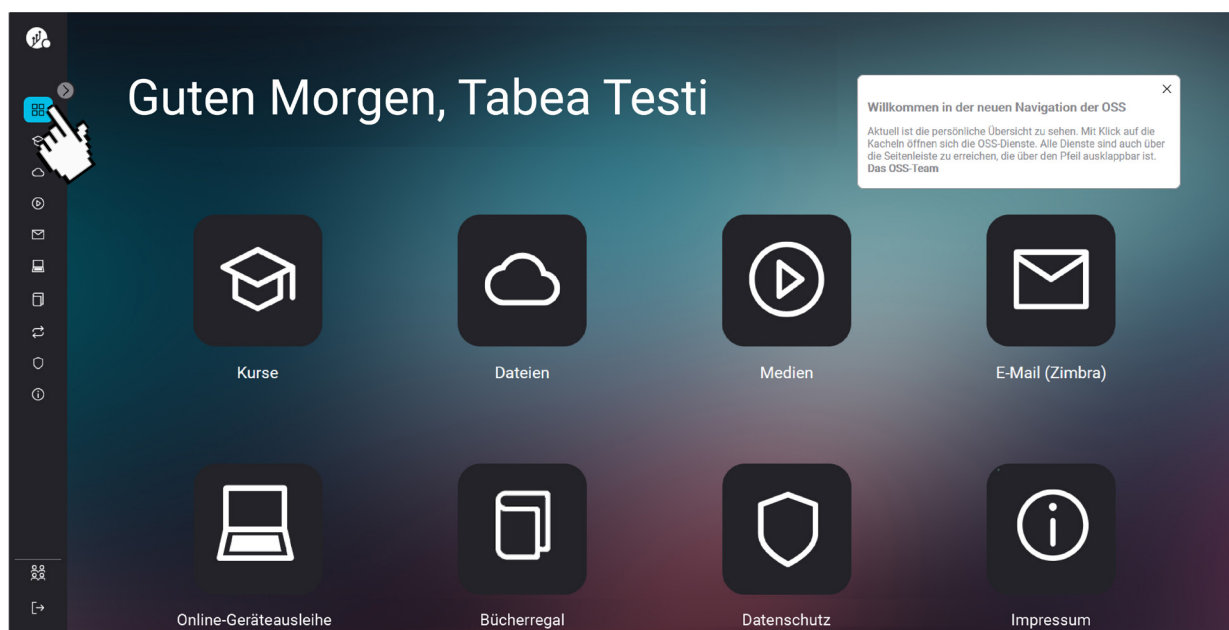 Guten Morgen, Tabea Testi
Willkommen in der neuen Navigation der OSS
Aktuell ist die persönliche Übersicht zu sehen. Mit Klick auf die
Kacheln öffnen sich die OSS-Dienste. Alle Dienste sind auch über
die Seitenleiste zu erreichen, die über den Pfeil ausklappbar ist.
Das OSS-Team
Kurse
Dateien
Medien
E-Mail (Zimbra)
Online-Geräteausleihe
Bücherregal
Datenschutz
Impressum